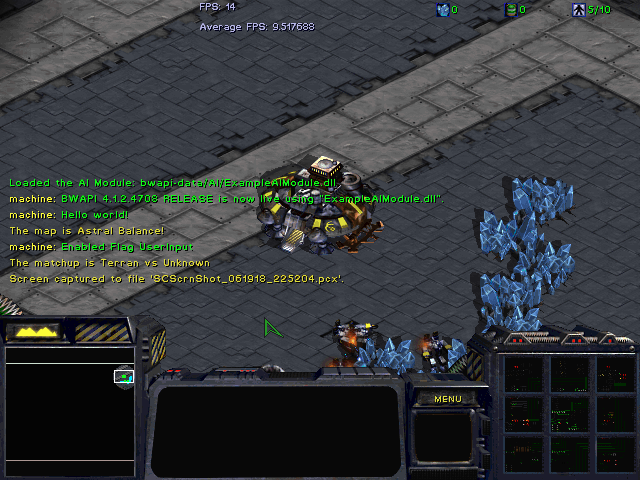 FPS: 14
0
0
5/10
Average FPS: 9.517688
Loaded the AI Module: bwapi-data/AI/ExampleAIModule.dll
machine: BWAPI 4.1.2.4708 RELEASE is now live using "ExampleAIModule.dll".
machine: Hello world!
The map is Astral Balance!
machine: Enabled Flag UserInput
The matchup is Terran vs Unknown
Screen captured to file 'SCScrnShot_061918_225204.pcx'.
MENU